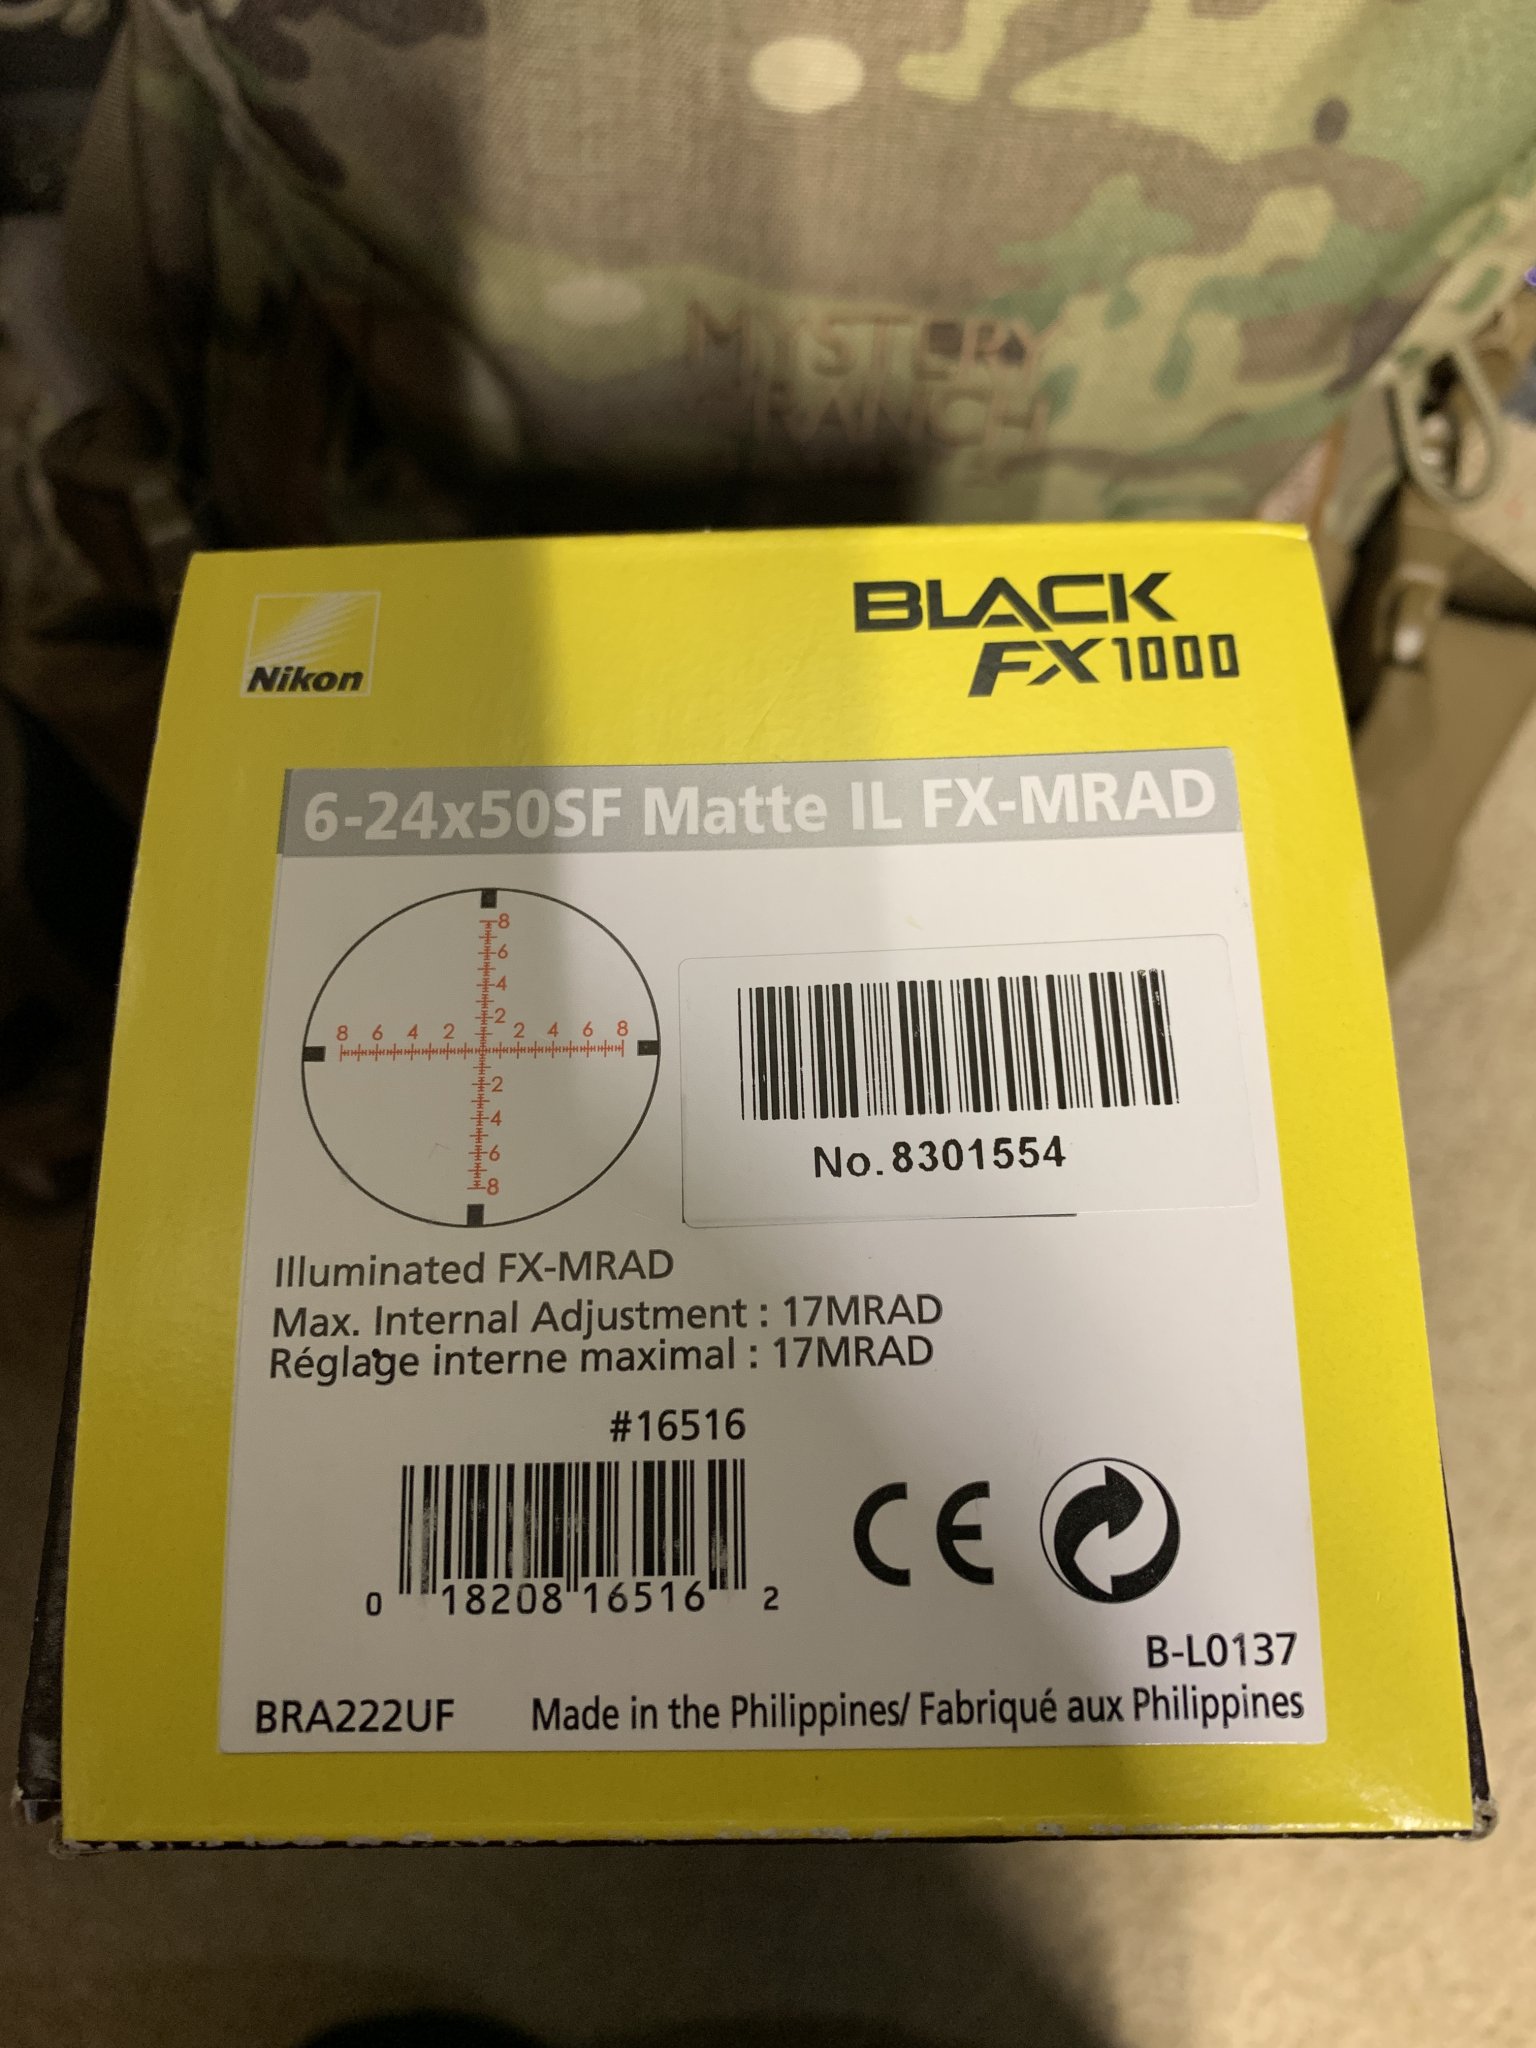 MYSTERY
RANCH
Nikon
BLACK
FX1000
6-24x50SF Matte IL FX-MRAD
8
6
4
2
8 6 4 2 2 4 6 8
2
4
6
8
No. 8301554
Illuminated FX-MRAD
Max. Internal Adjustment : 17MRAD
Réglage interne maximal : 17MRAD
#16516
0 18208 16516 2
CE
B-L0137
BRA222UF Made in the Philippines/ Fabriqué aux Philippines